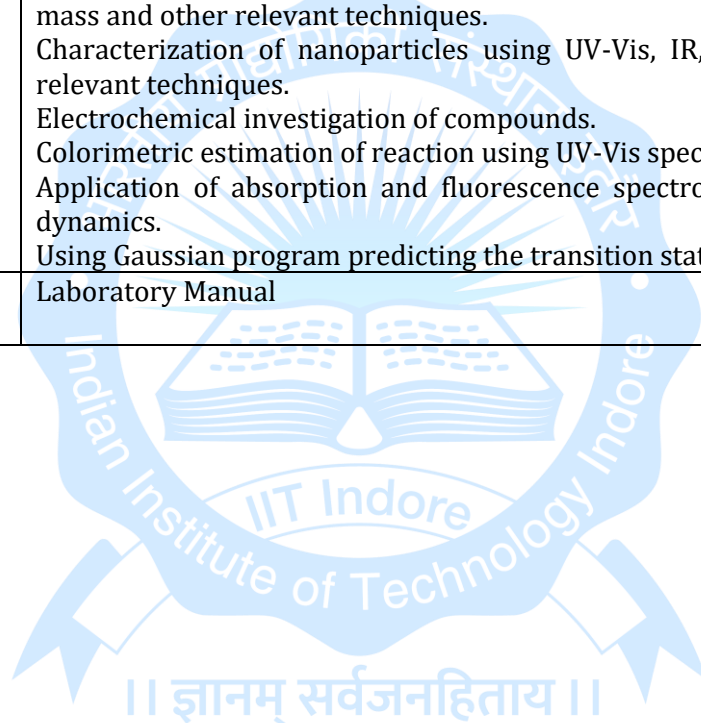 mass and other relevant techniques.
Characterization of nanoparticles using UV-Vis, IR,
relevant techniques.
Electrochemical investigation of compounds.
Colorimetric estimation of reaction using UV-Vis spec
Application of absorption and fluorescence spectro
dynamics.
Using Gaussian program predicting the transition stat
Laboratory Manual
भारतीय प्रौद्योगिकी संस्थान इंदौर
IIT Indore
Indian Institute of Technology Indore
।। ज्ञानम् सर्वजनहिताय ।।